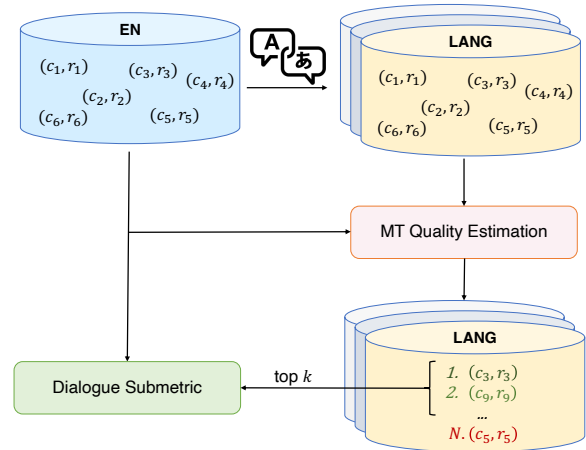 EN
(c₁, r₁)
(c₃, r₃)
(c₄, r₄)
(c₂, r₂)
(c₆, r₆)
(c₅, r₅)
A
あ
LANG
(c₁, r₁)
(c₃, r₃)
(c₄, r₄)
(c₂, r₂)
(c₆, r₆)
(c₅, r₅)
MT Quality Estimation
LANG
1. (c₃, r₃)
2. (c₉, r₉)
...
N. (c₅, r₅)
top k
Dialogue Submetric